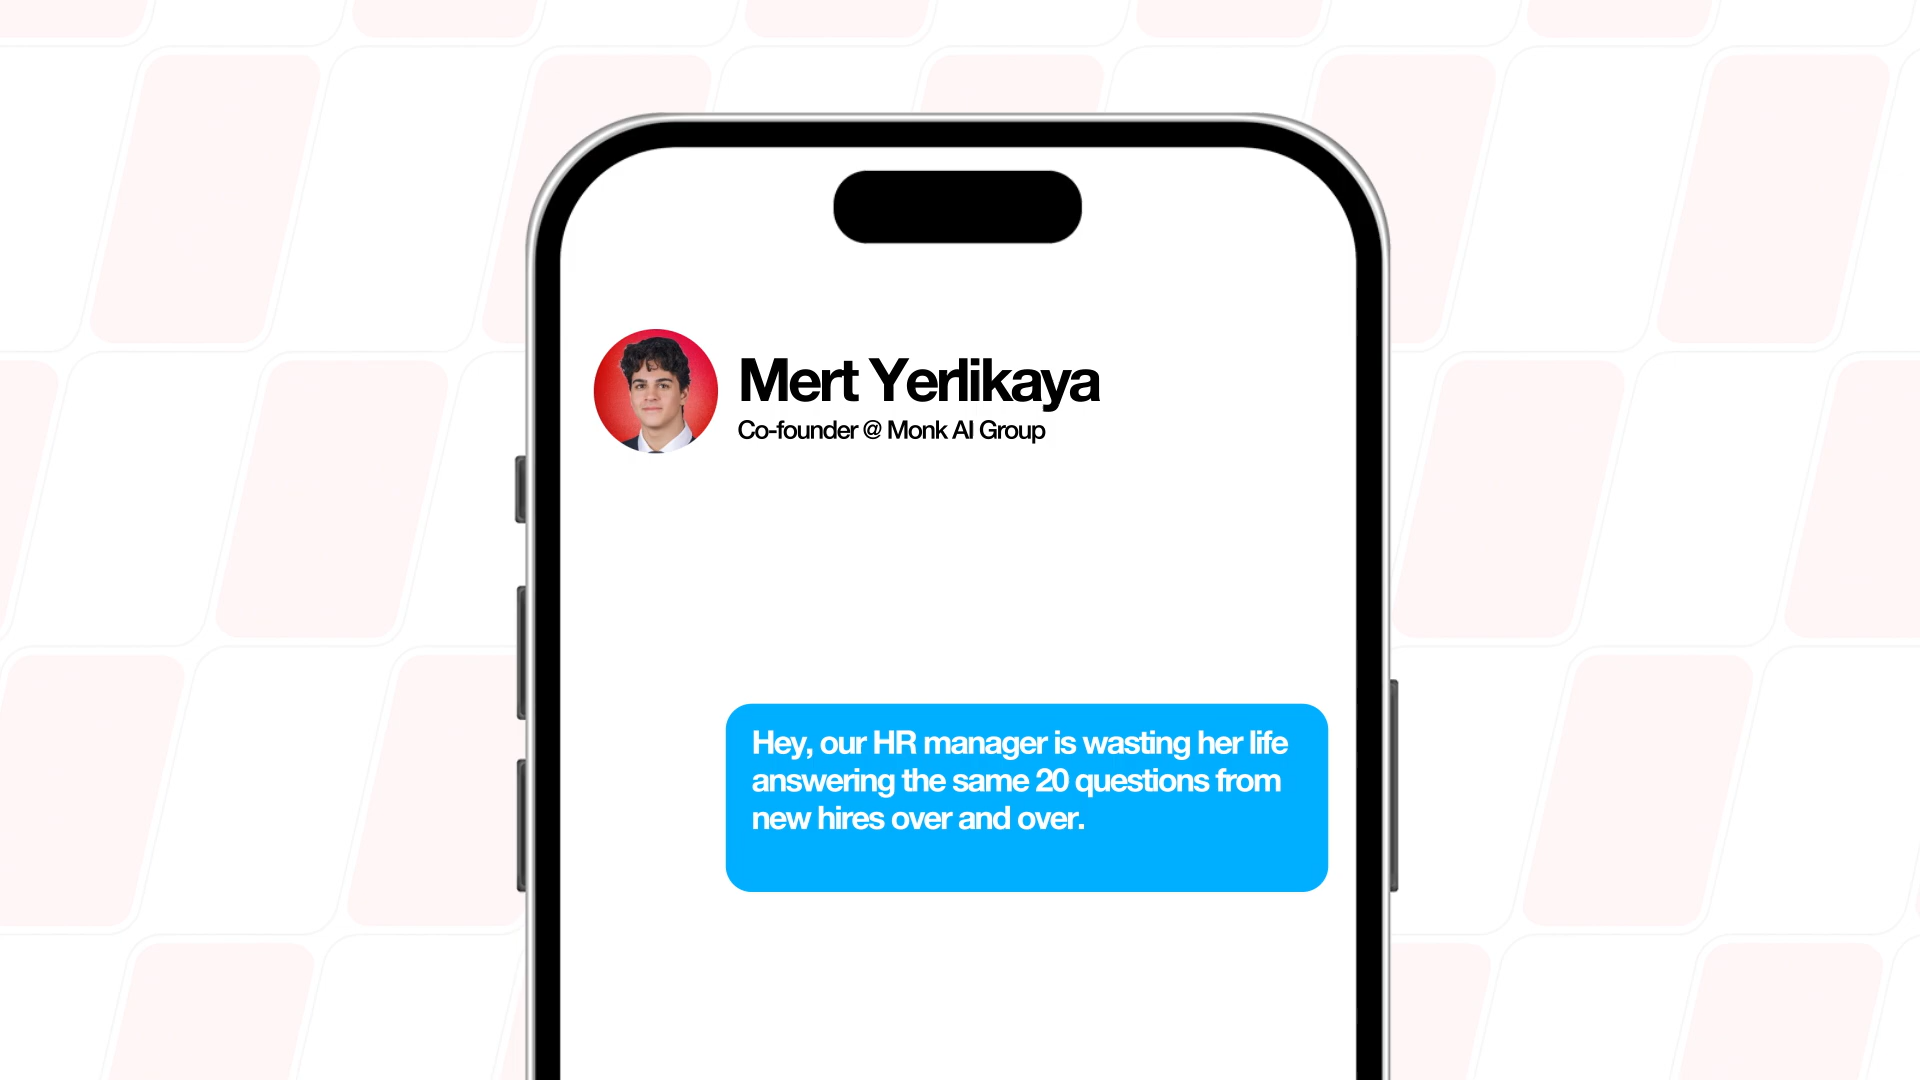 Mert Yerlikaya
Co-founder @ Monk AI Group
Hey, our HR manager is wasting her life
answering the same 20 questions from
new hires over and over.